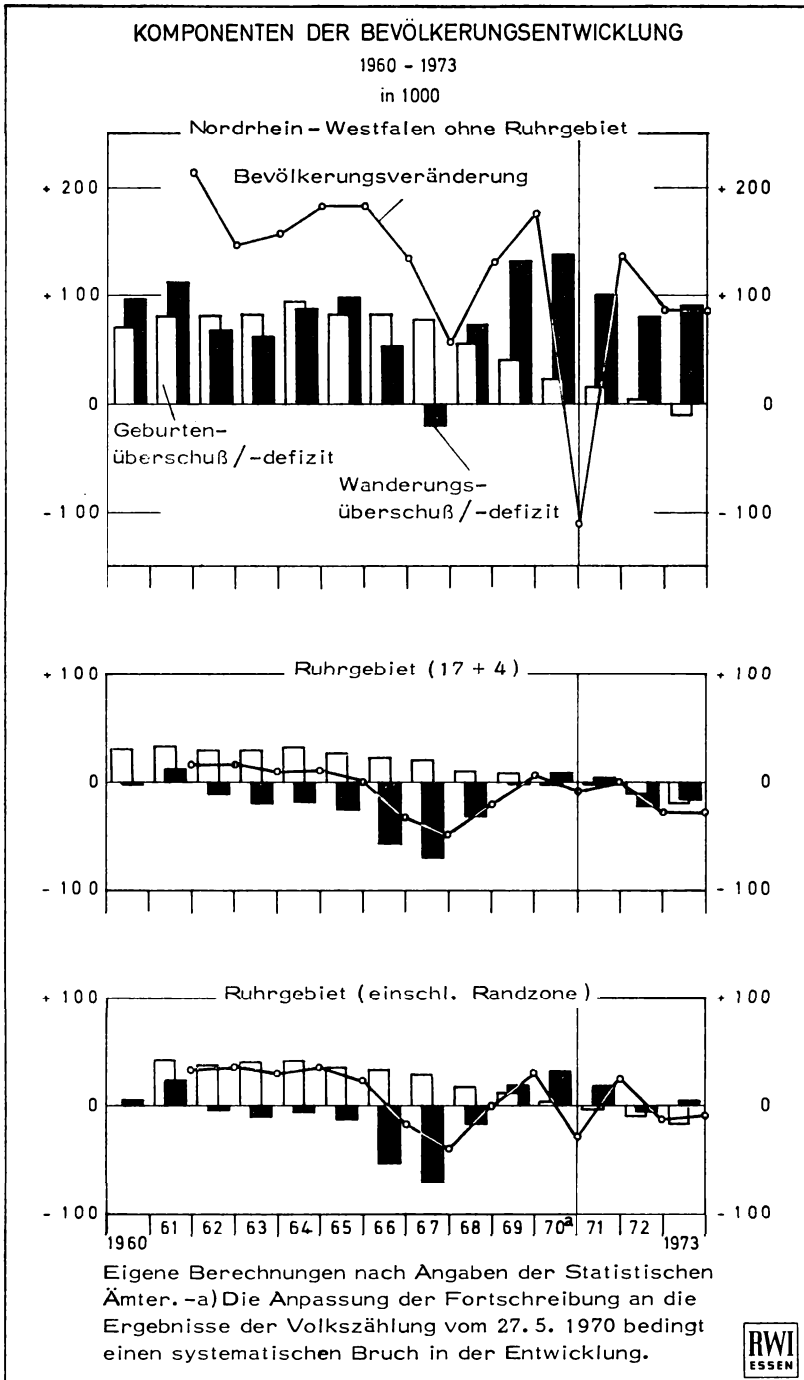 KOMPONENTEN DER BEVÖLKERUNGSENTWICKLUNG
1960 - 1973
in 1000
Nordrhein-Westfalen ohne Ruhrgebiet
+ 200
+ 200
Bevölkerungsveränderung
+ 100
+ 100
0
0
Geburten-
überschuß/-defizit
Wanderungs-
überschuß/-defizit
- 100
- 100
+ 100
Ruhrgebiet (17 + 4)
+ 100
0
0
- 100
- 100
+ 100
Ruhrgebiet (einschl. Randzone)
+ 100
0
0
- 100
- 100
1960 61 62 63 64 65 66 67 68 69 70a 71 72 1973
Eigene Berechnungen nach Angaben der Statistischen
Ämter. -a) Die Anpassung der Fortschreibung an die
Ergebnisse der Volkszählung vom 27.5. 1970 bedingt
einen systematischen Bruch in der Entwicklung.
RWI
ESSEN